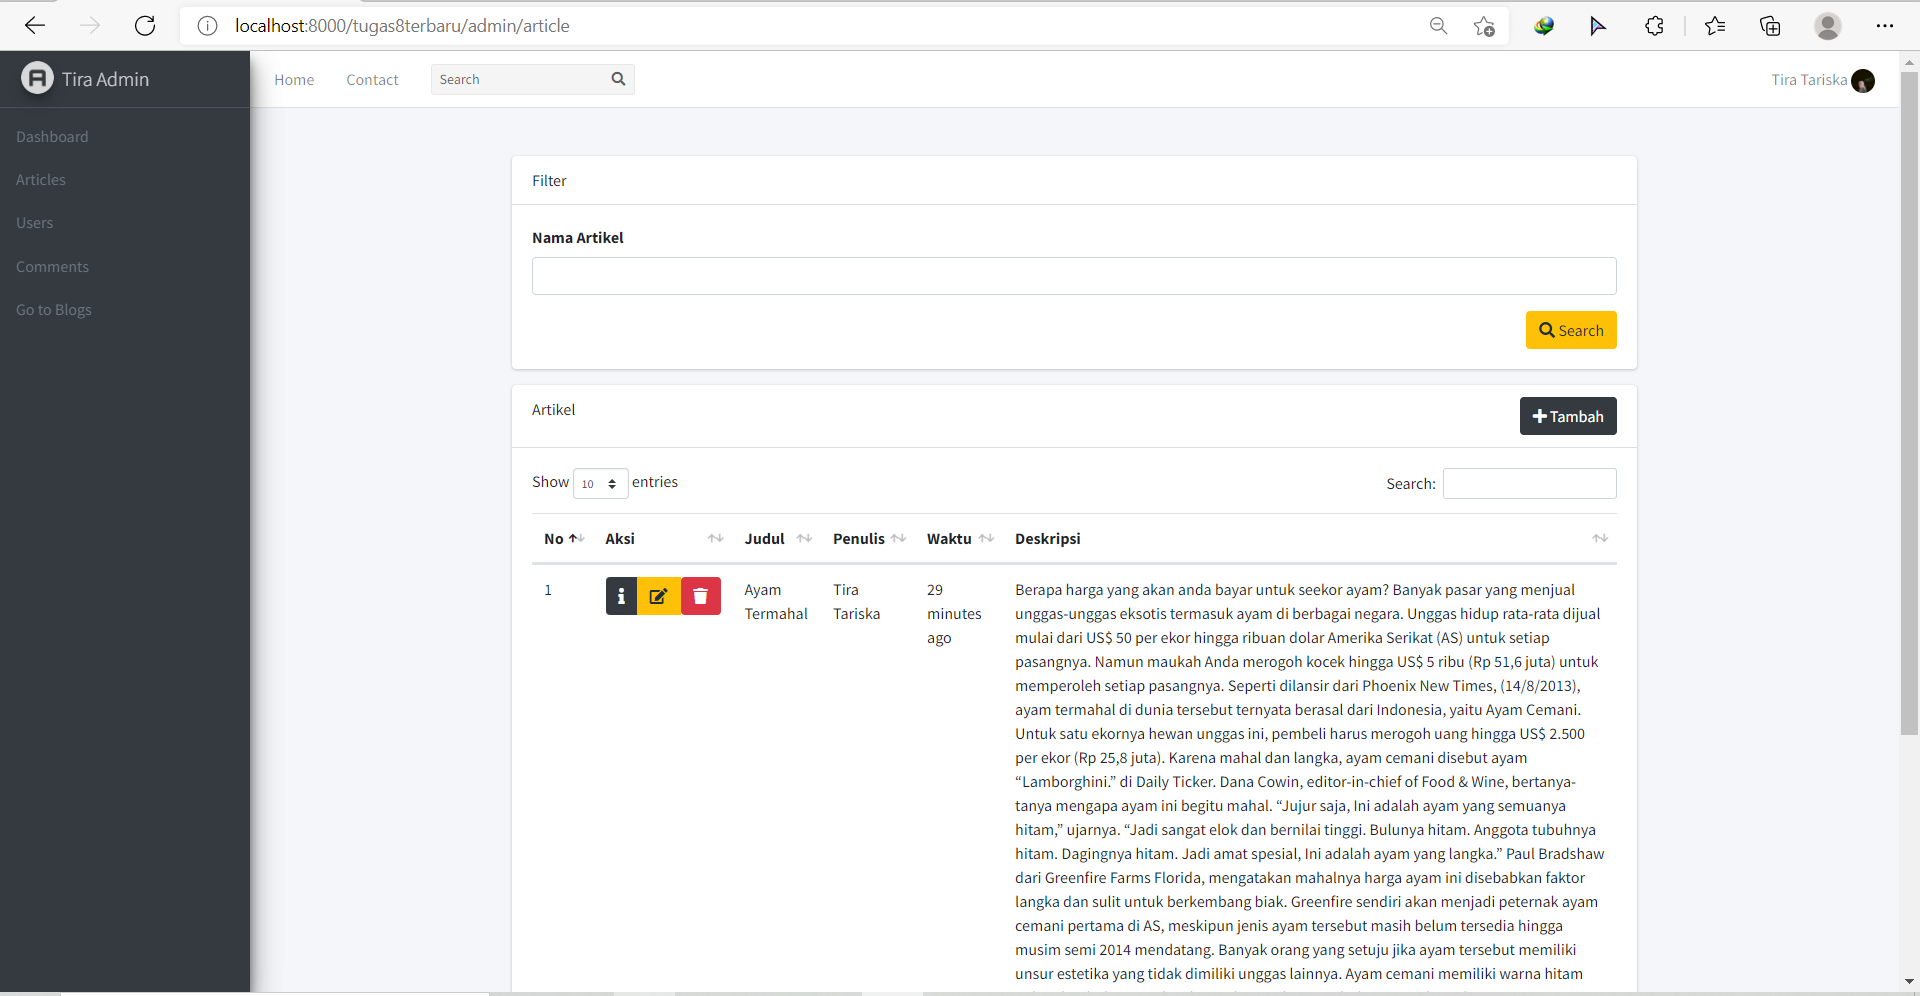 localhost:8000/tugas8terbaru/admin/article
Tira Admin
Home
Contact
Search
Tira Tariska
Dashboard
Articles
Users
Comments
Go to Blogs
Filter
Nama Artikel
Search
Artikel
Tambah
Show 10 entries
Search:
No Aksi Judul Penulis Waktu Deskripsi
1
Ayam
Termahal
Tira
Tariska
29
minutes
ago
Berapa harga yang akan anda bayar untuk seekor ayam? Banyak pasar yang menjual
unggas-unggas eksotis termasuk ayam di berbagai negara. Unggas hidup rata-rata dijual
mulai dari US$ 50 per ekor hingga ribuan dolar Amerika Serikat (AS) untuk setiap
pasangnya. Namun maukah Anda merogoh kocek hingga US$ 5 ribu (Rp 51,6 juta) untuk
memperoleh setiap pasangnya. Seperti dilansir dari Phoenix New Times, (14/8/2013),
ayam termahal di dunia tersebut ternyata berasal dari Indonesia, yaitu Ayam Cemani.
Untuk satu ekornya hewan unggas ini, pembeli harus merogoh uang hingga US$ 2.500
per ekor (Rp 25,8 juta). Karena mahal dan langka, ayam cemani disebut ayam
“Lamborghini.” di Daily Ticker. Dana Cowin, editor-in-chief of Food & Wine, bertanya-
tanya mengapa ayam ini begitu mahal. “Jujur saja, Ini adalah ayam yang semuanya
hitam,” ujarnya. “Jadi sangat elok dan bernilai tinggi. Bulunya hitam. Anggota tubuhnya
hitam. Dagingnya hitam. Jadi amat spesial, Ini adalah ayam yang langka.” Paul Bradshaw
dari Greenfire Farms Florida, mengatakan mahalnya harga ayam ini disebabkan faktor
langka dan sulit untuk berkembang biak. Greenfire sendiri akan menjadi peternak ayam
cemani pertama di AS, meskipun jenis ayam tersebut masih belum tersedia hingga
musim semi 2014 mendatang. Banyak orang yang setuju jika ayam tersebut memiliki
unsur estetika yang tidak dimiliki unggas lainnya. Ayam cemani memiliki warna hitam